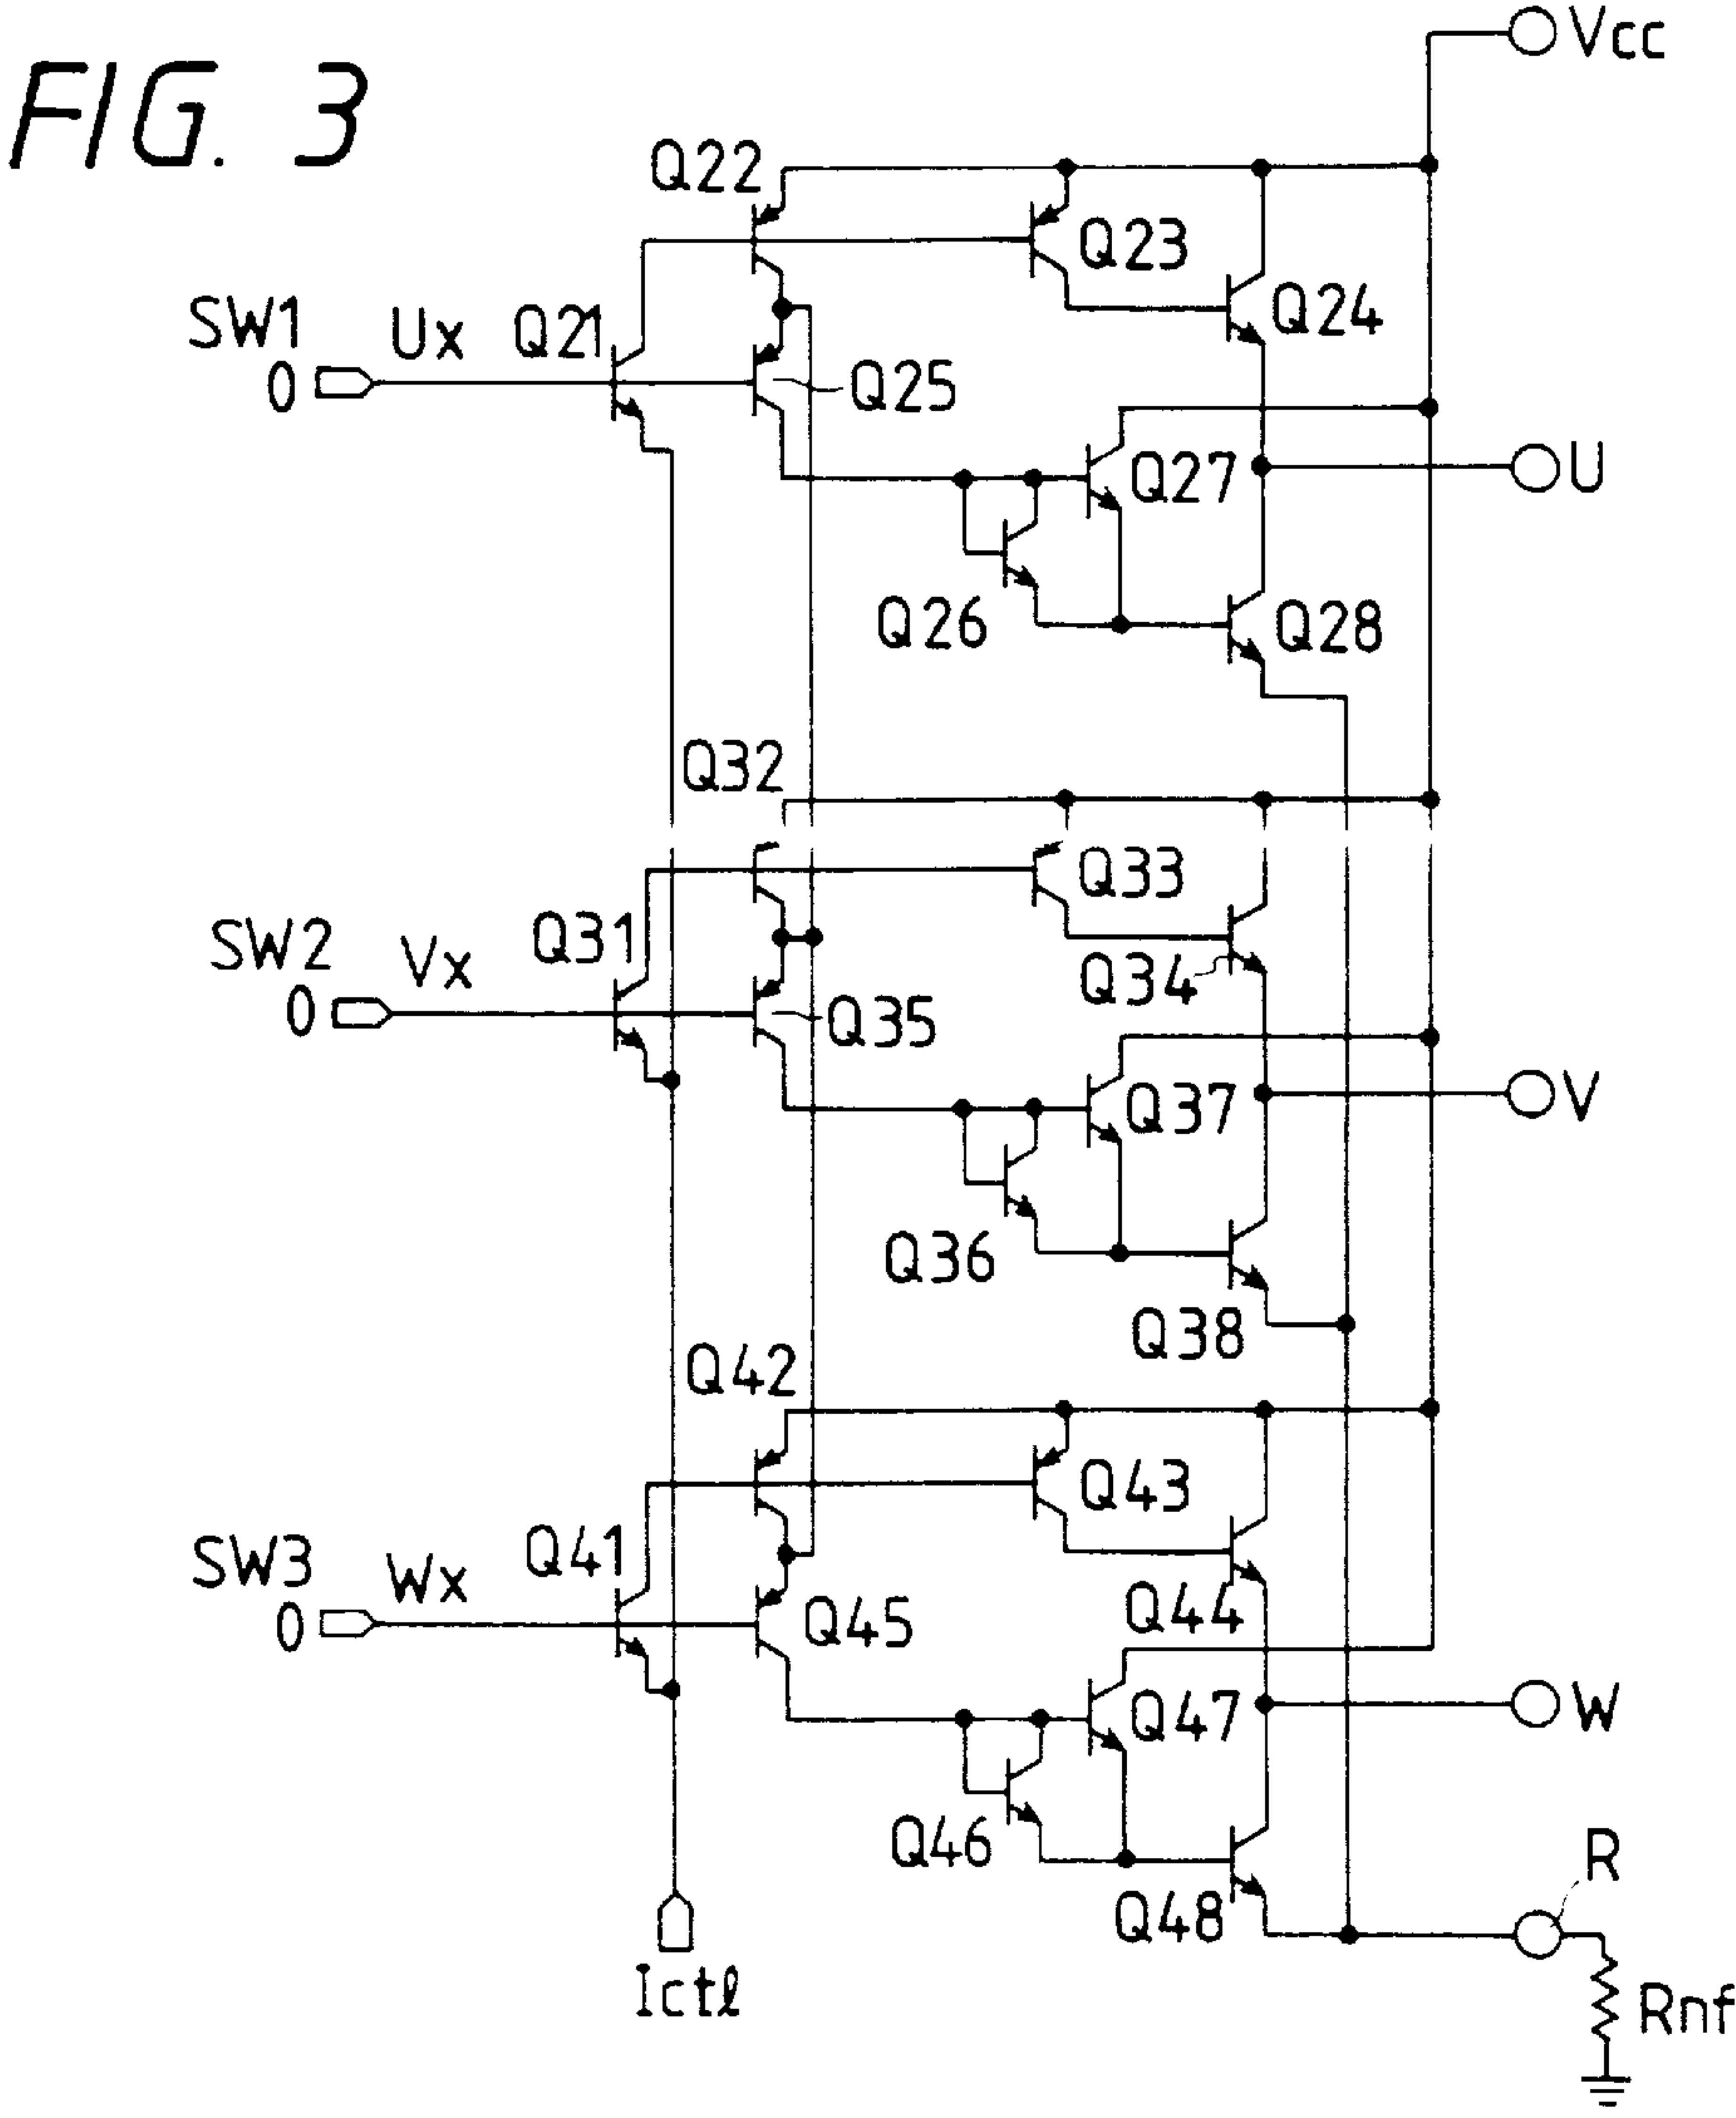 FIG. 3
Vcc
Q22
Q23
SW1
0
Ux
Q21
Q24
Q25
Q27
U
Q26
Q28
Q32
Q33
SW2
0
Vx
Q31
Q34
Q35
Q37
V
Q36
Q38
Q42
Q43
SW3
0
Wx
Q41
Q45
Q44
Q47
W
Q46
Q48
R
Ictl
Rnf